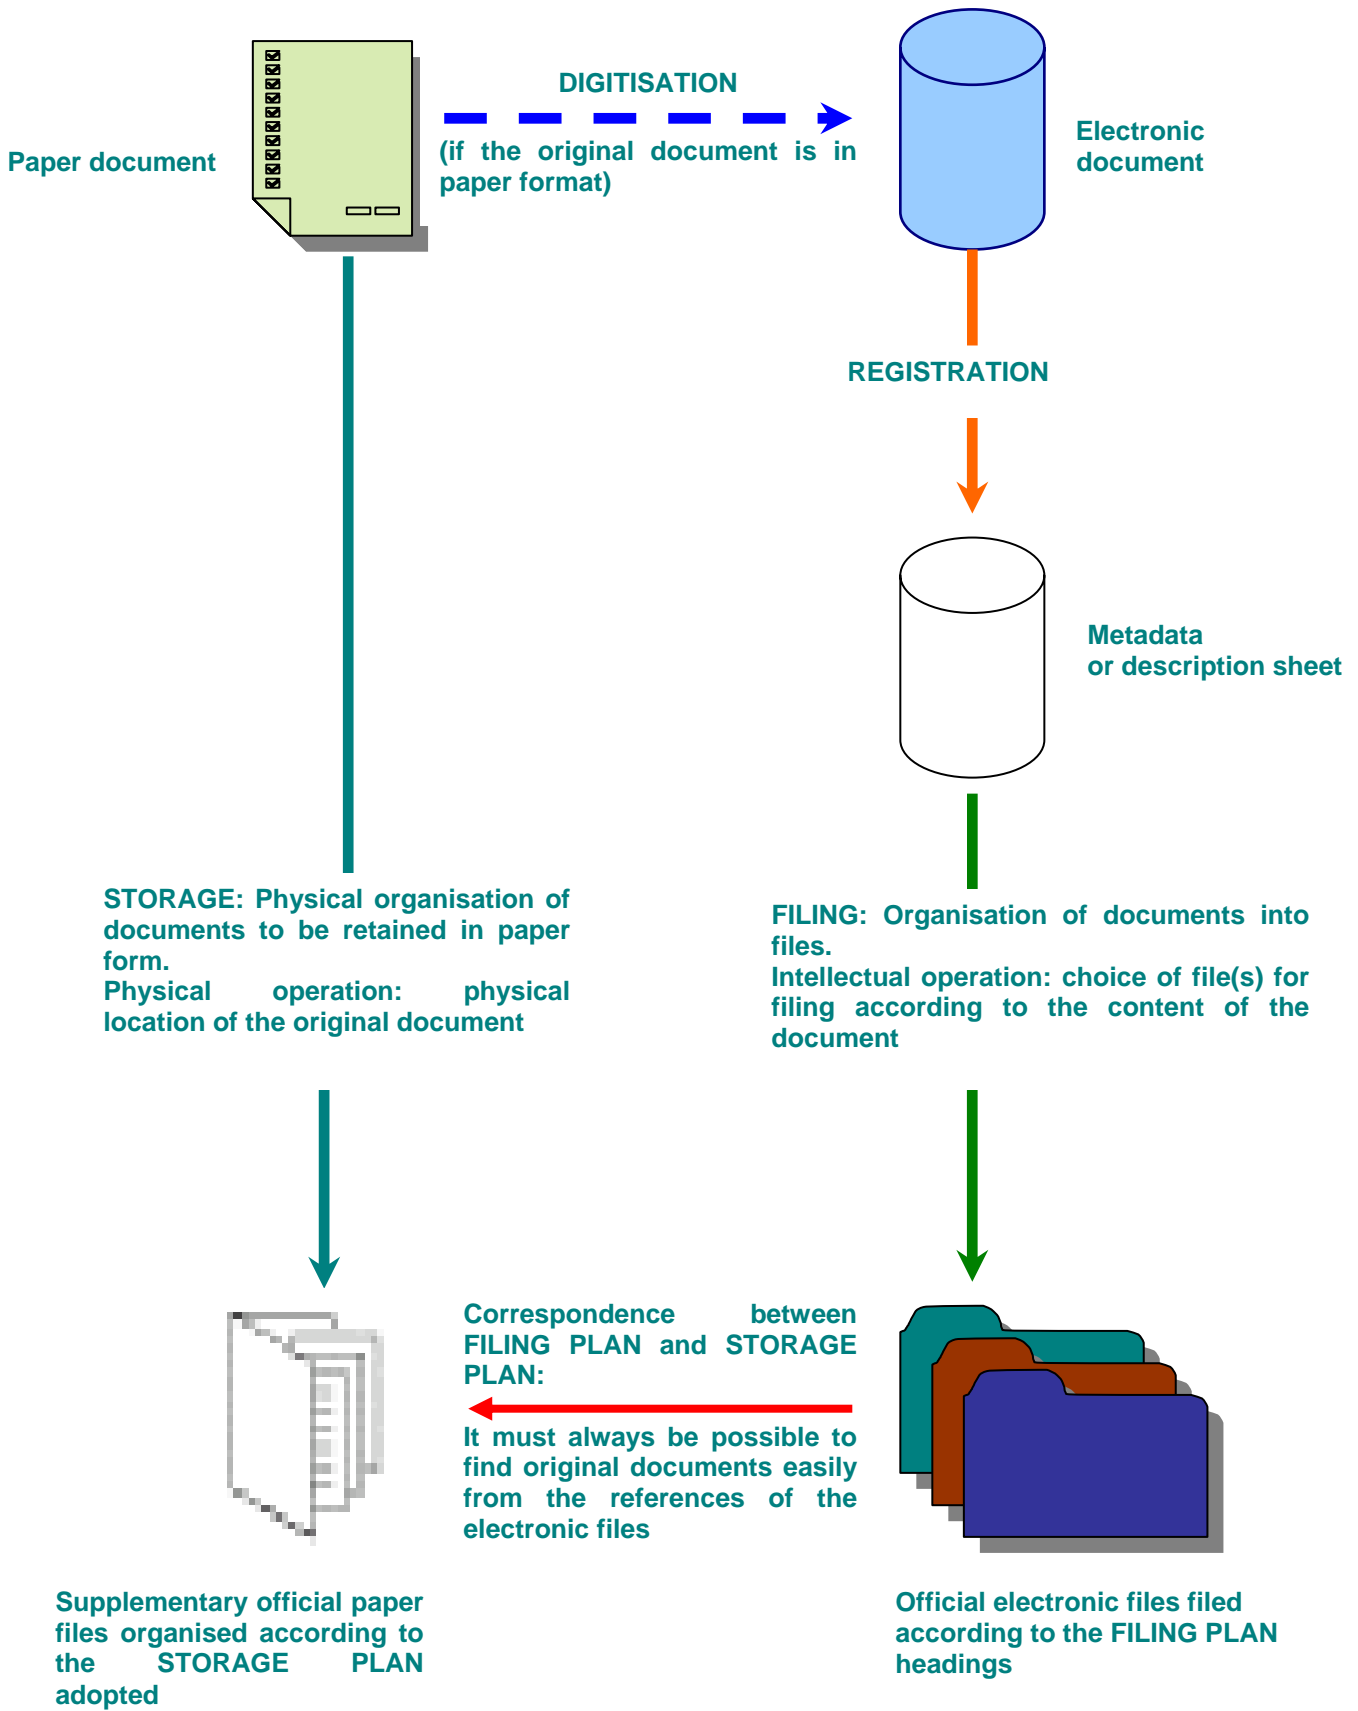 DIGITISATION
Paper document
(if the original document is in
paper format)
Electronic
document
REGISTRATION
Metadata
or description sheet
STORAGE: Physical organisation of
documents to be retained in paper
form.
Physical operation: physical
location of the original document
FILING: Organisation of documents into
files.
Intellectual operation: choice of file(s) for
filing according to the content of the
document
Correspondence between
FILING PLAN and STORAGE
PLAN:
It must always be possible to
find original documents easily
from the references of the
electronic files
Supplementary official paper
files organised according to
the STORAGE PLAN
adopted
Official electronic files filed
according to the FILING PLAN
headings